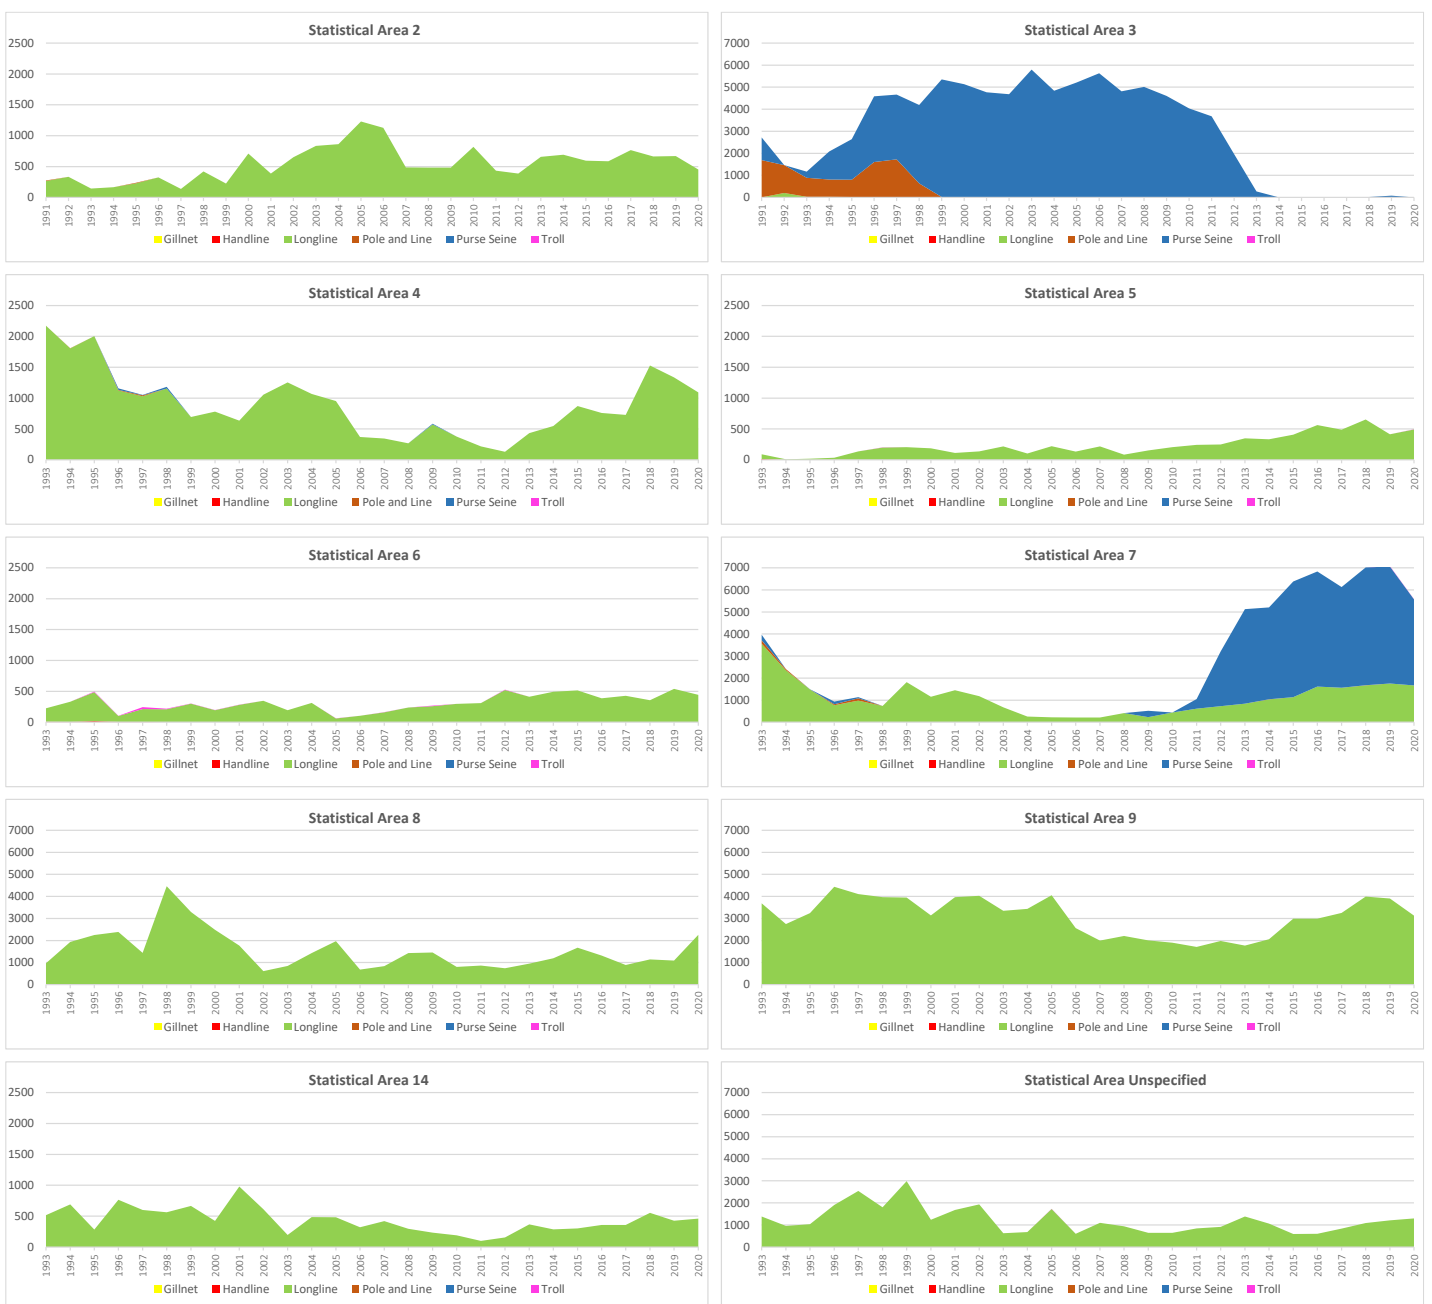 Statistical Area 2
2500
2000
1500
1000
500
0
1991 1992 1993 1994 1995 1996 1997 1998 1999 2000 2001 2002 2003 2004 2005 2006 2007 2008 2009 2010 2011 2012 2013 2014 2015 2016 2017 2018 2019 2020
Gillnet Handline Longline Pole and Line Purse Seine Troll
Statistical Area 3
7000
6000
5000
4000
3000
2000
1000
0
1991 1992 1993 1994 1995 1996 1997 1998 1999 2000 2001 2002 2003 2004 2005 2006 2007 2008 2009 2010 2011 2012 2013 2014 2015 2016 2017 2018 2019 2020
Gillnet Handline Longline Pole and Line Purse Seine Troll
Statistical Area 4
2500
2000
1500
1000
500
0
1993 1994 1995 1996 1997 1998 1999 2000 2001 2002 2003 2004 2005 2006 2007 2008 2009 2010 2011 2012 2013 2014 2015 2016 2017 2018 2019 2020
Gillnet Handline Longline Pole and Line Purse Seine Troll
Statistical Area 5
2500
2000
1500
1000
500
0
1993 1994 1995 1996 1997 1998 1999 2000 2001 2002 2003 2004 2005 2006 2007 2008 2009 2010 2011 2012 2013 2014 2015 2016 2017 2018 2019 2020
Gillnet Handline Longline Pole and Line Purse Seine Troll
Statistical Area 6
2500
2000
1500
1000
500
0
1993 1994 1995 1996 1997 1998 1999 2000 2001 2002 2003 2004 2005 2006 2007 2008 2009 2010 2011 2012 2013 2014 2015 2016 2017 2018 2019 2020
Gillnet Handline Longline Pole and Line Purse Seine Troll
Statistical Area 7
7000
6000
5000
4000
3000
2000
1000
0
1993 1994 1995 1996 1997 1998 1999 2000 2001 2002 2003 2004 2005 2006 2007 2008 2009 2010 2011 2012 2013 2014 2015 2016 2017 2018 2019 2020
Gillnet Handline Longline Pole and Line Purse Seine Troll
Statistical Area 8
7000
6000
5000
4000
3000
2000
1000
0
1993 1994 1995 1996 1997 1998 1999 2000 2001 2002 2003 2004 2005 2006 2007 2008 2009 2010 2011 2012 2013 2014 2015 2016 2017 2018 2019 2020
Gillnet Handline Longline Pole and Line Purse Seine Troll
Statistical Area 9
7000
6000
5000
4000
3000
2000
1000
0
1993 1994 1995 1996 1997 1998 1999 2000 2001 2002 2003 2004 2005 2006 2007 2008 2009 2010 2011 2012 2013 2014 2015 2016 2017 2018 2019 2020
Gillnet Handline Longline Pole and Line Purse Seine Troll
Statistical Area 14
2500
2000
1500
1000
500
0
1993 1994 1995 1996 1997 1998 1999 2000 2001 2002 2003 2004 2005 2006 2007 2008 2009 2010 2011 2012 2013 2014 2015 2016 2017 2018 2019 2020
Gillnet Handline Longline Pole and Line Purse Seine Troll
Statistical Area Unspecified
7000
6000
5000
4000
3000
2000
1000
0
1993 1994 1995 1996 1997 1998 1999 2000 2001 2002 2003 2004 2005 2006 2007 2008 2009 2010 2011 2012 2013 2014 2015 2016 2017 2018 2019 2020
Gillnet Handline Longline Pole and Line Purse Seine Troll